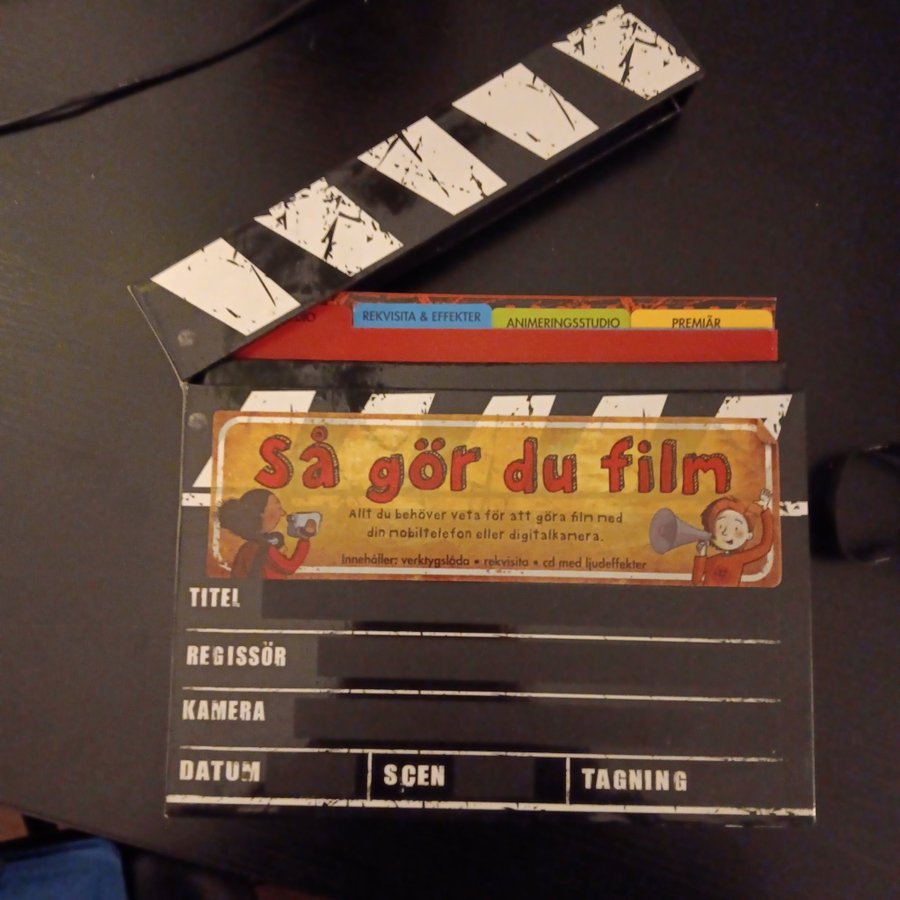 REKVISITA & EFFEKTER
ANIMERINGSSTUDIO
PREMIÄR
Så gör du film
Allt du behöver veta för att göra film med
din mobiltelefon eller digitalkamera.
Innehåller: verktygslåda • rekvisita • cd med ljudeffekter
TITEL
REGISSÖR
KAMERA
DATUM
SCEN
TAGNING